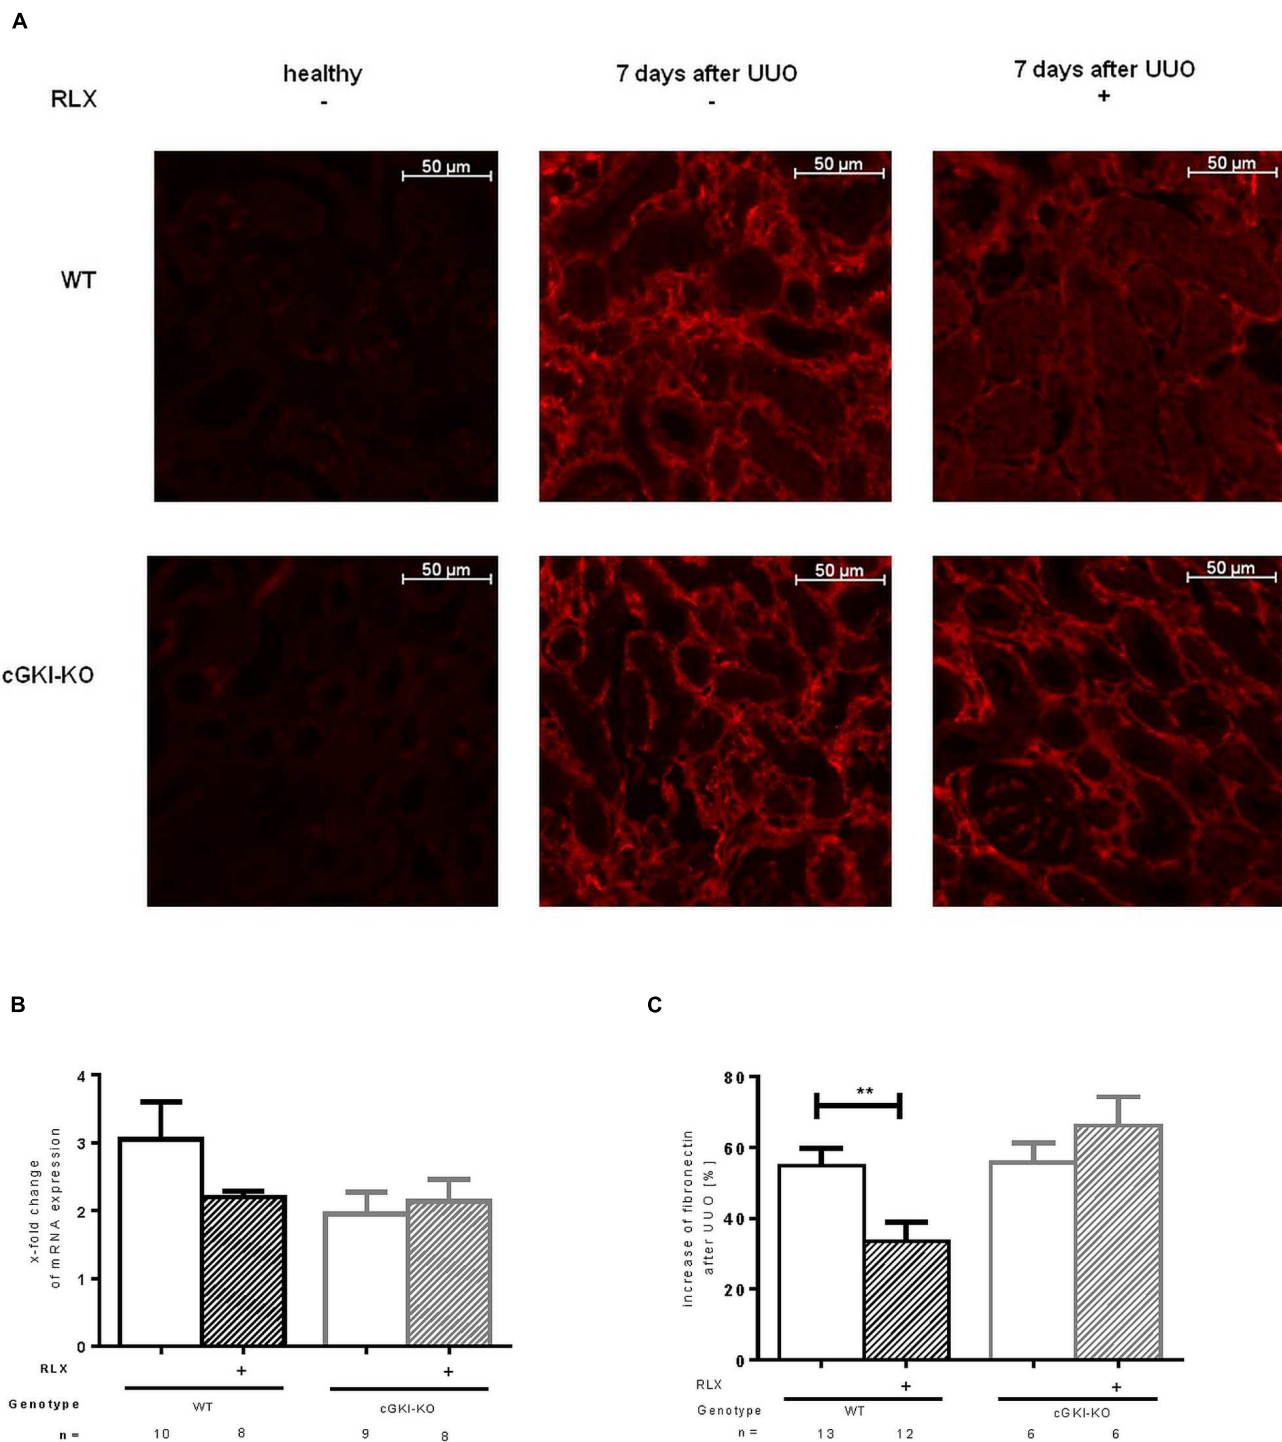 A
healthy 7 days after UUO 7 days after UUO
RLX - - +
50 µm 50 µm 50 µm
WT
50 µm 50 µm 50 µm
cGKI-KO
B
x-fold change
of mRNA expression
4
3
2
1
0
RLX + +
Genotype WT cGKI-KO
n = 10 8 9 8
C
increase of fibronectin
after UUO [%]
80
60
40
20
0
**
RLX + +
Genotype WT cGKI-KO
n = 13 12 6 6